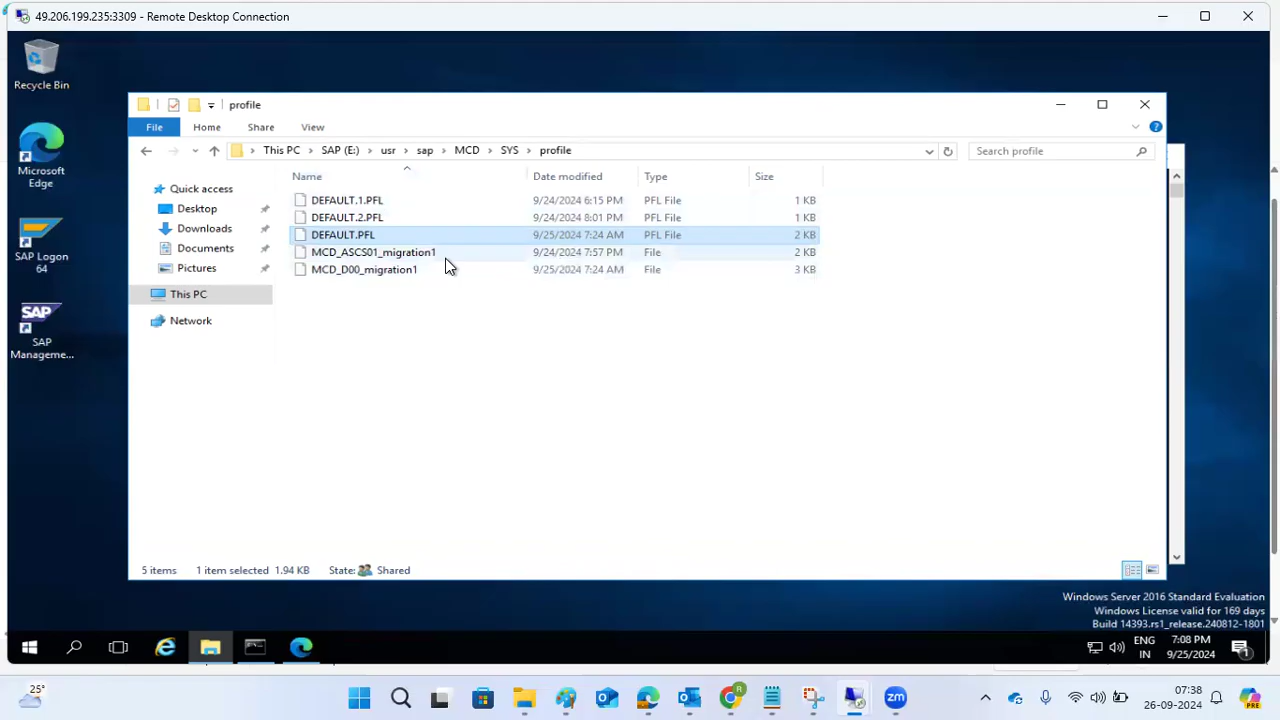 49.206.199.235:3309 - Remote Desktop Connection
Recycle Bin
Microsoft Edge
SAP Logon 64
SAP Manageme...
profile
File Home Share View
This PC SAP (E:) usr sap MCD SYS profile
Search profile
Quick access
Desktop
Downloads
Documents
Pictures
This PC
Network
Name Date modified Type Size
DEFAULT.1.PFL 9/24/2024 6:15 PM PFL File 1 KB
DEFAULT.2.PFL 9/24/2024 8:01 PM PFL File 1 KB
DEFAULT.PFL 9/25/2024 7:24 AM PFL File 2 KB
MCD_ASCS01_migration1 9/24/2024 7:57 PM File 2 KB
MCD_D00_migration1 9/25/2024 7:24 AM File 3 KB
5 items 1 item selected 1.94 KB State: Shared
Windows Server 2016 Standard Evaluation
Windows License valid for 169 days
Build 14393.rs1_release.240812-1801
ENG
IN
7:08 PM
9/25/2024
25°
07:38
26-09-2024